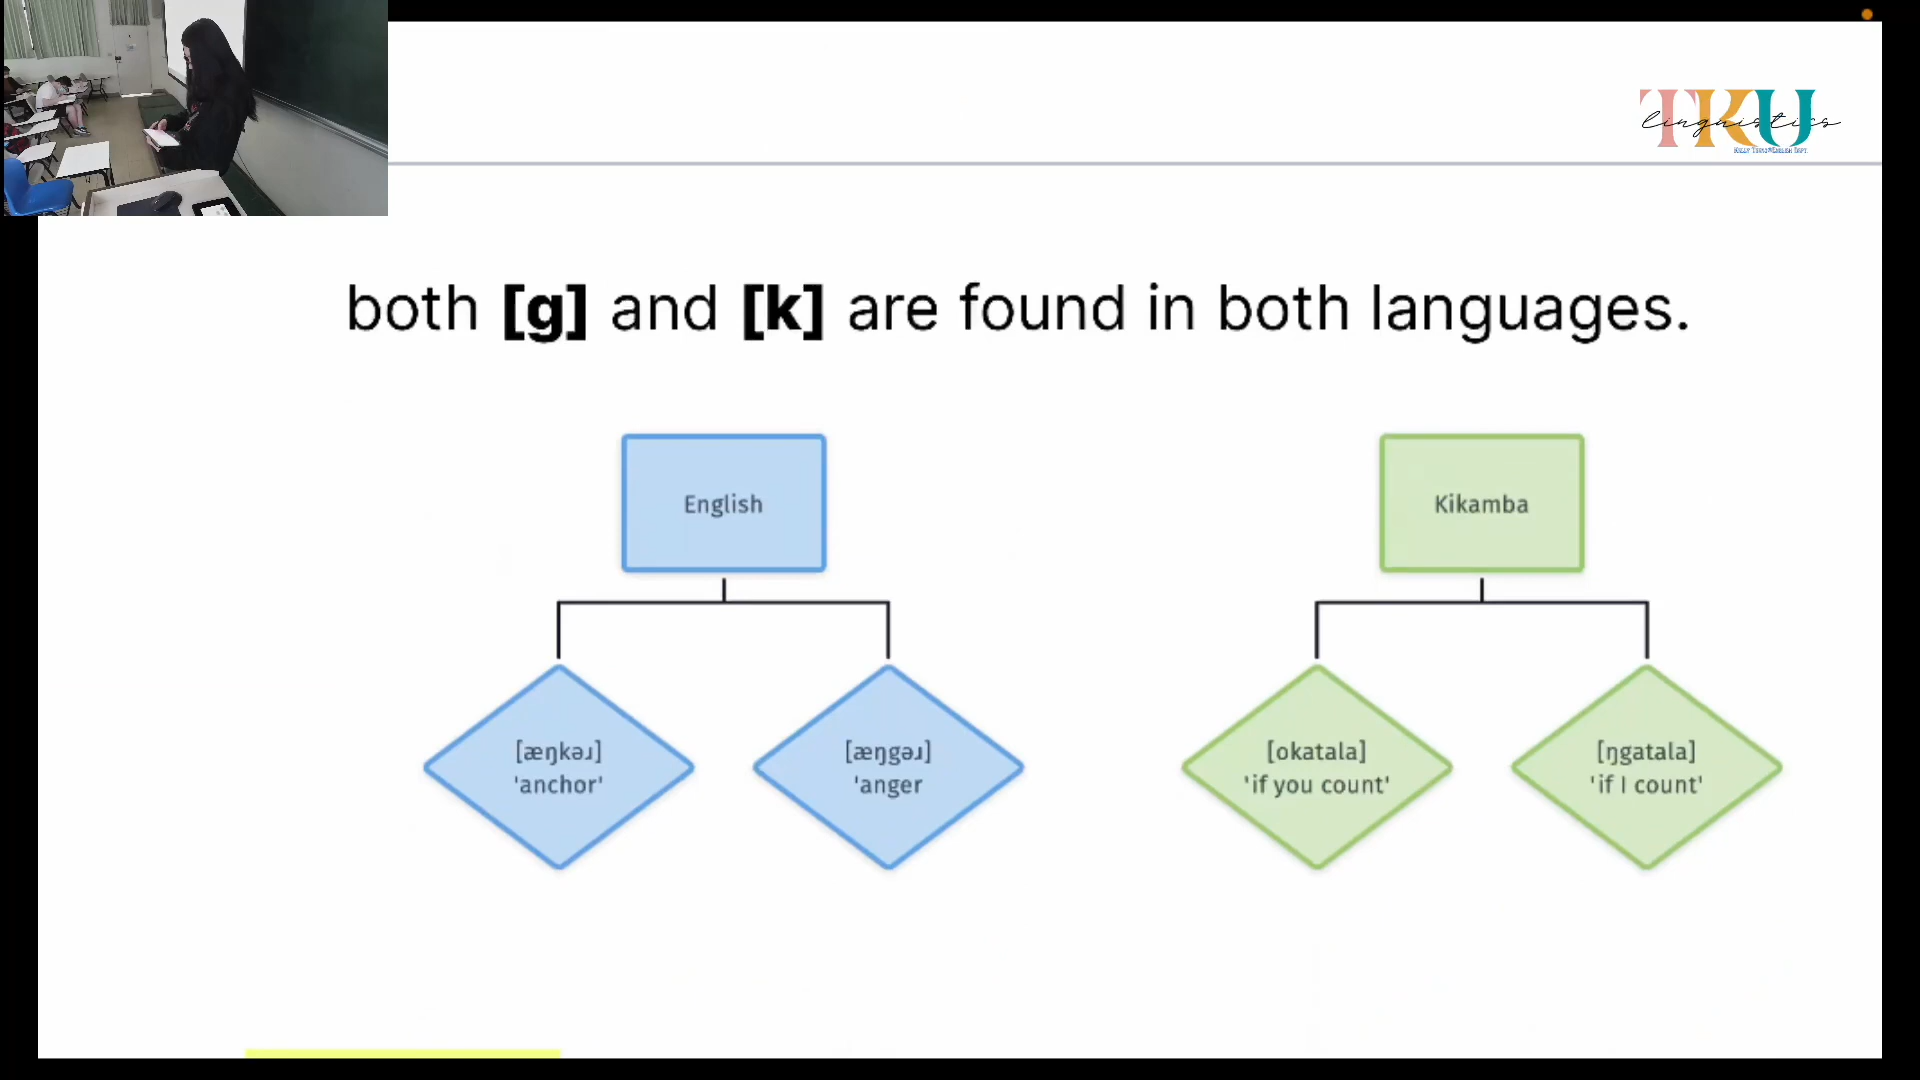 TKU
linguistics
both [g] and [k] are found in both languages.
English
Kikamba
[æŋkəɹ]
'anchor'
[æŋgəɹ]
'anger
[okatala]
'if you count'
[ŋgatala]
'if I count'